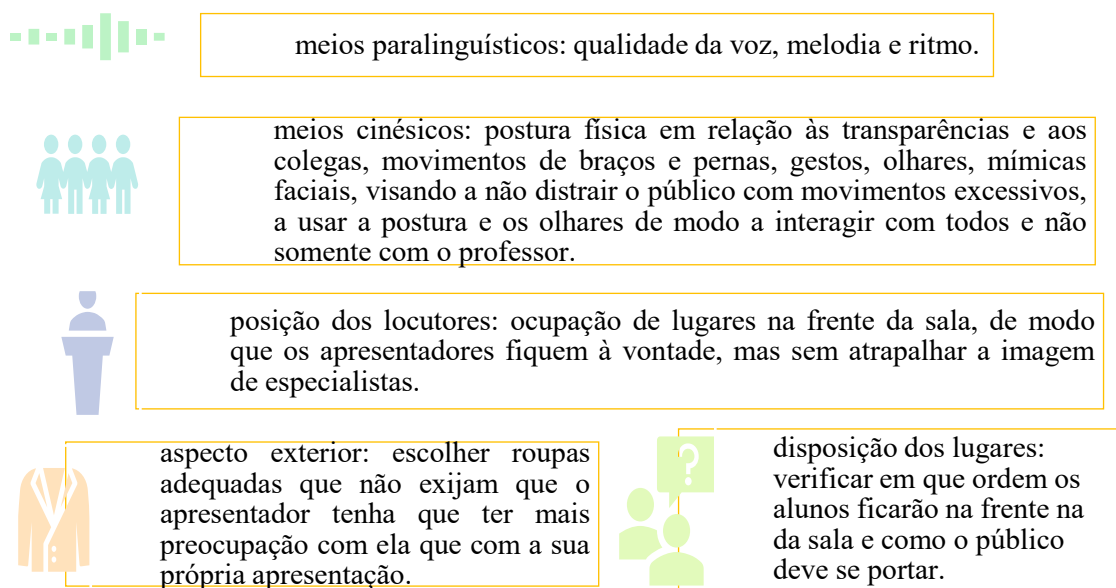 meios paralinguísticos: qualidade da voz, melodia e ritmo.
meios cinésicos: postura física em relação às transparências e aos
colegas, movimentos de braços e pernas, gestos, olhares, mímicas
faciais, visando a não distrair o público com movimentos excessivos,
a usar a postura e os olhares de modo a interagir com todos e não
somente com o professor.
posição dos locutores: ocupação de lugares na frente da sala, de modo
que os apresentadores fiquem à vontade, mas sem atrapalhar a imagem
de especialistas.
aspecto exterior: escolher roupas
adequadas que não exijam que o
apresentador tenha que ter mais
preocupação com ela que com a sua
própria apresentação.
?
disposição dos lugares:
verificar em que ordem os
alunos ficarão na frente na
da sala e como o público
deve se portar.